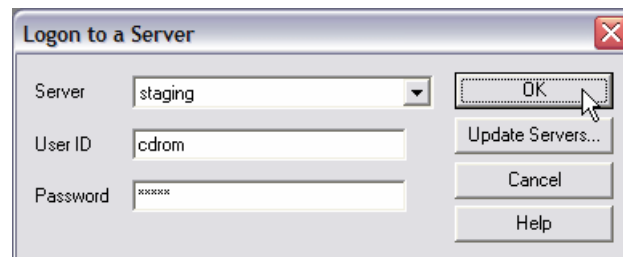 Logon to a Server
Server staging OK
User ID cdrom Update Servers...
Password ***** Cancel
Help